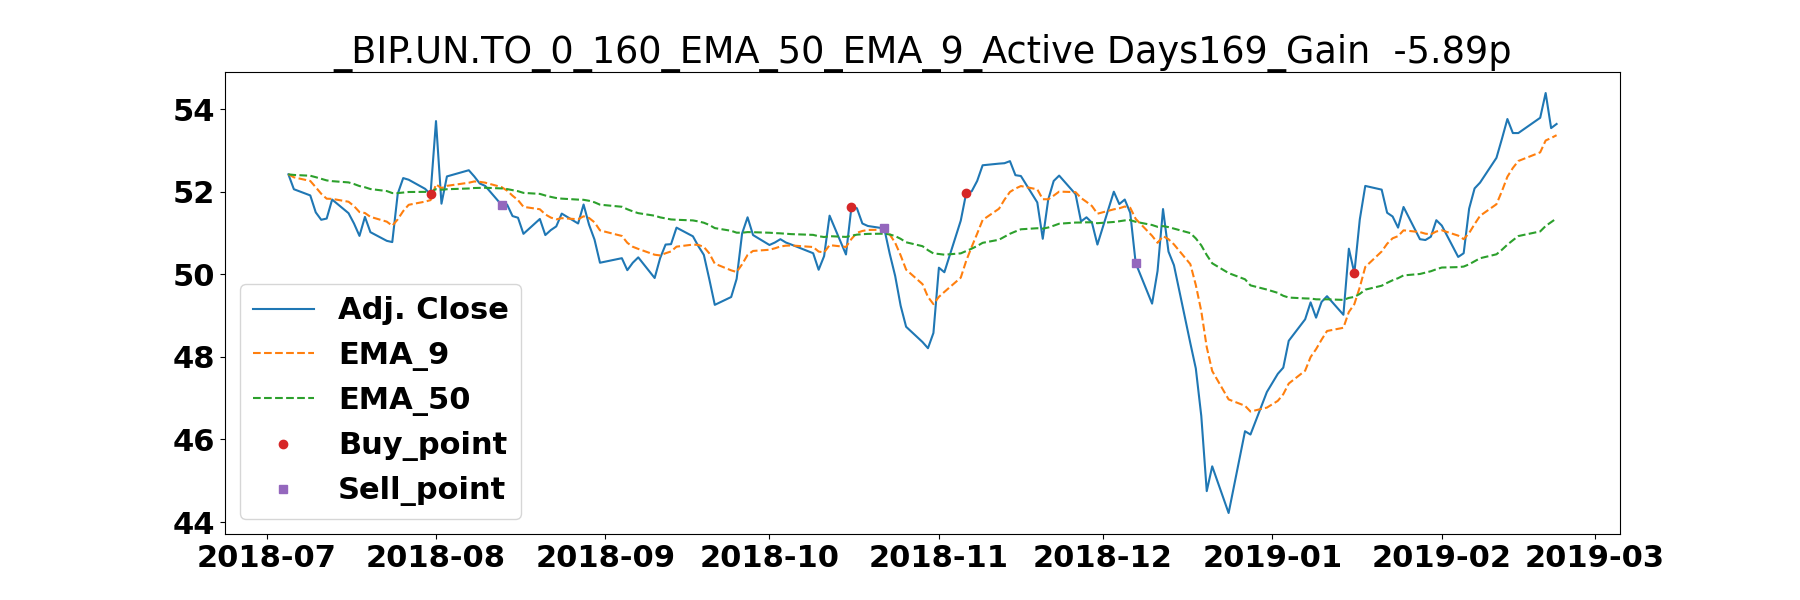 _BIP.UN.TO_0_160_EMA_50_EMA_9_Active Days169_Gain  -5.89p
54
52
50
48
46
44
Adj. Close
EMA_9
EMA_50
Buy_point
Sell_point
2018-07 2018-08 2018-09 2018-10 2018-11 2018-12 2019-01 2019-02 2019-03